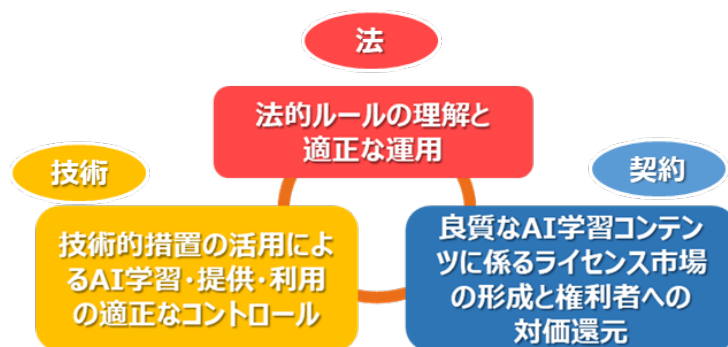 法
法的ルールの理解と
適正な運用
技術
技術的措置の活用によ
るAI学習・提供・利用
の適正なコントロール
契約
良質なAI学習コンテン
ツに係るライセンス市場
の形成と権利者への
対価還元